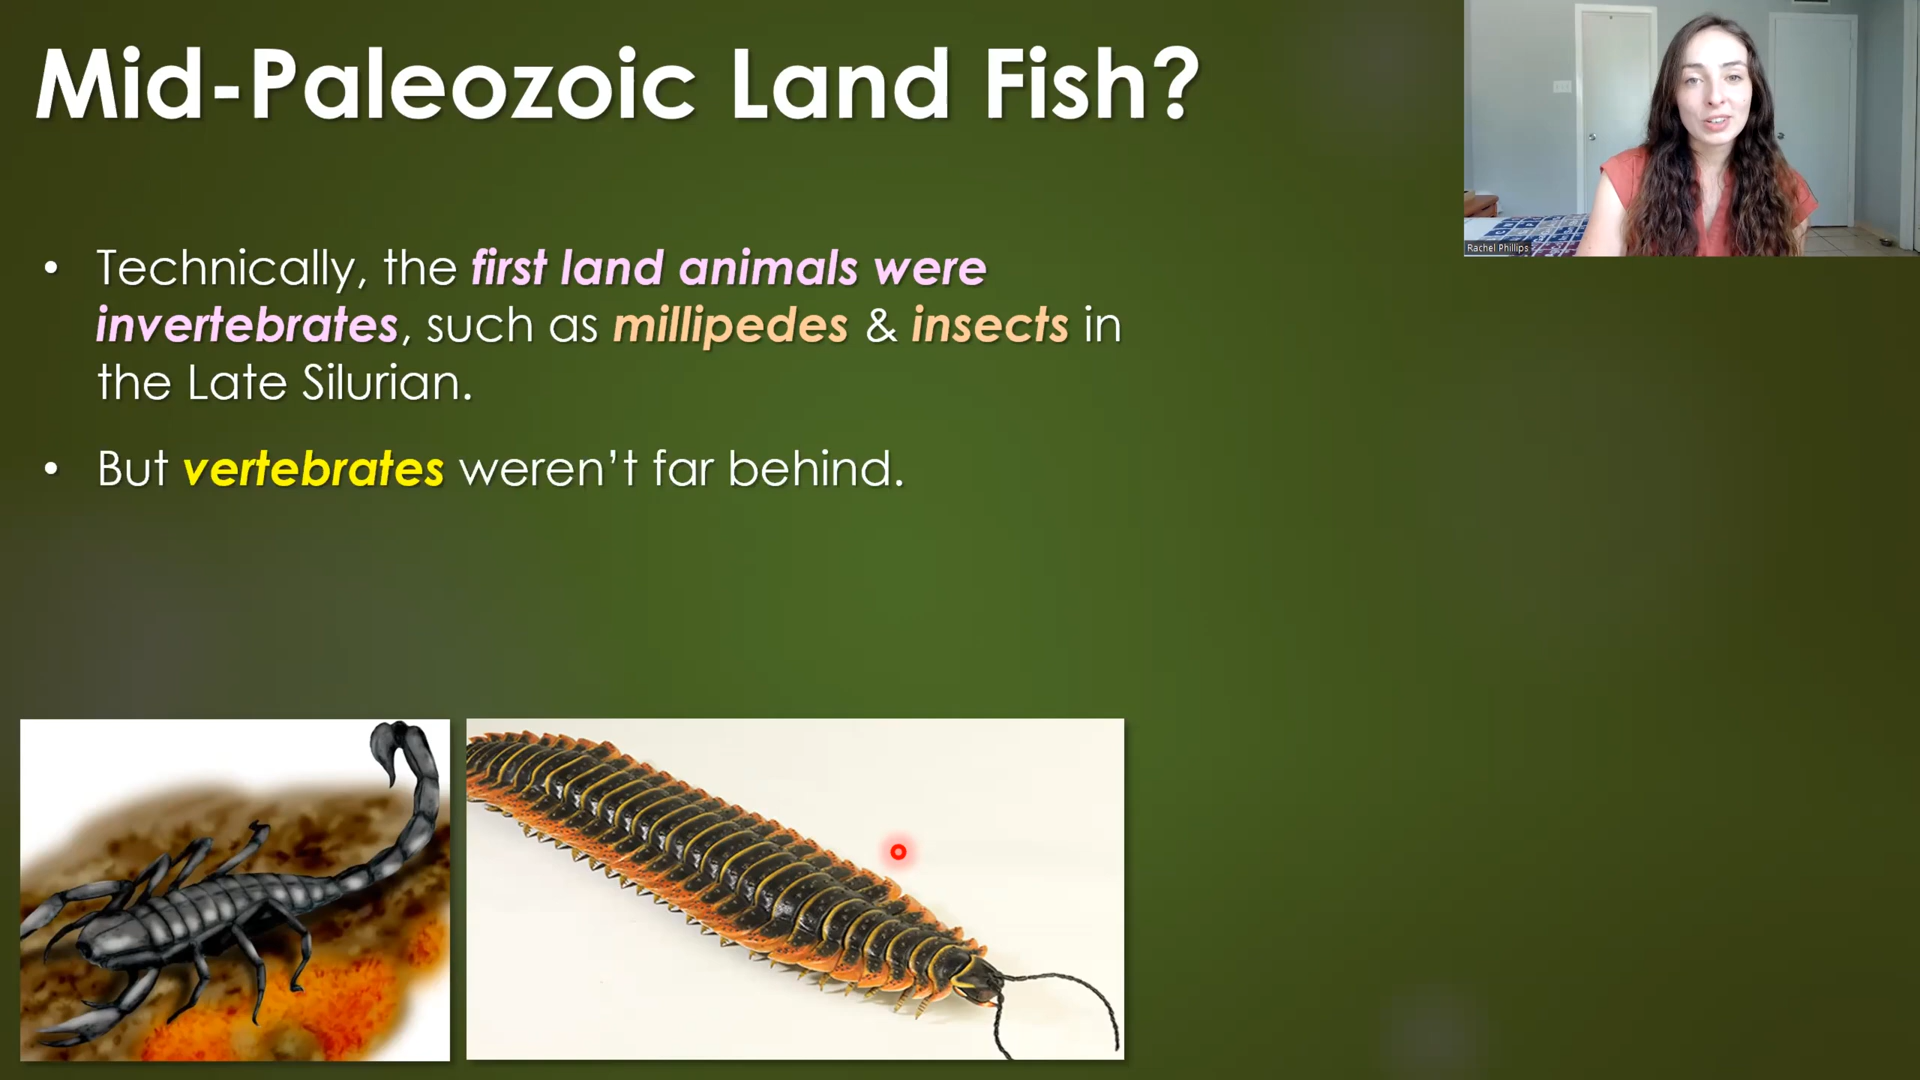 Mid-Paleozoic Land Fish?
Rachel Phillips
• Technically, the first land animals were
invertebrates, such as millipedes & insects in
the Late Silurian.
• But vertebrates weren’t far behind.